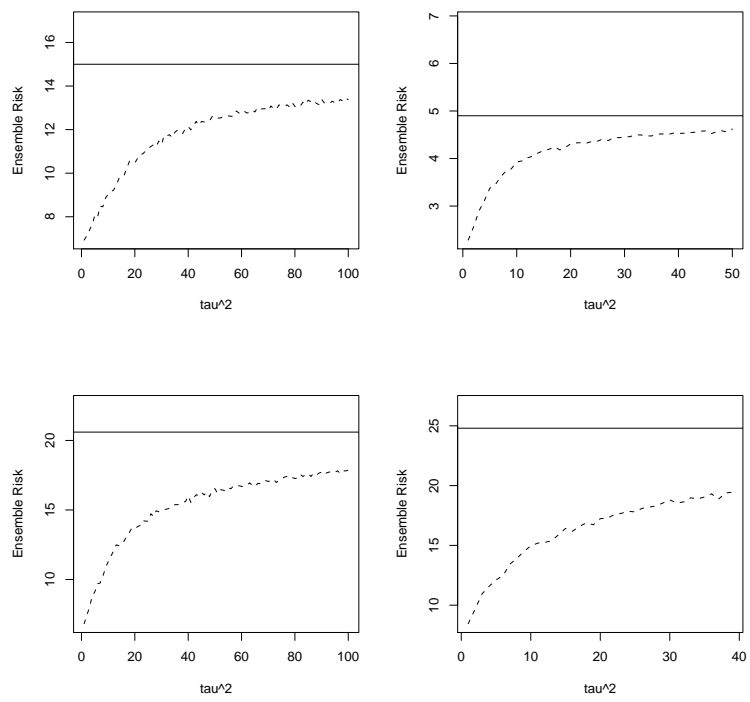 Ensemble Risk
8 10 12 14 16
0 20 40 60 80 100
tau^2
Ensemble Risk
3 4 5 6 7
0 10 20 30 40 50
tau^2
Ensemble Risk
10 15 20
0 20 40 60 80 100
tau^2
Ensemble Risk
10 15 20 25
0 10 20 30 40
tau^2